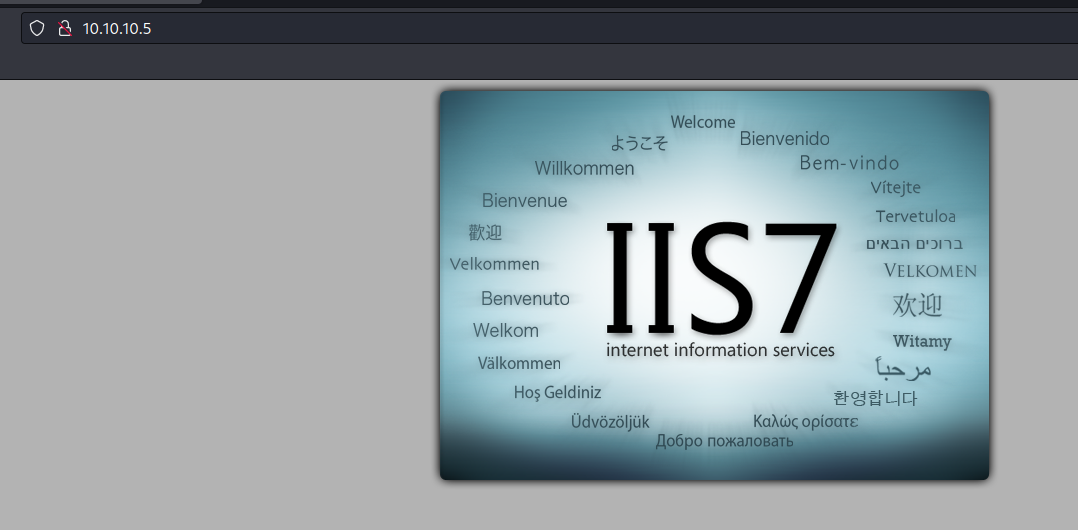 10.10.10.5
Welcome
ようこそ
Bienvenido
Willkommen
Bem-vindo
Bienvenue
Vítejte
Tervetuloa
歡迎
ברוכים הבאים
Velkommen
VELKOMEN
Benvenuto
欢迎
Welkom
Witamy
IIS7
internet information services
Välkommen
مرحباً
Hoş Geldiniz
환영합니다
Üdvözöljük
Καλώς ορίσατε
Добро пожаловать